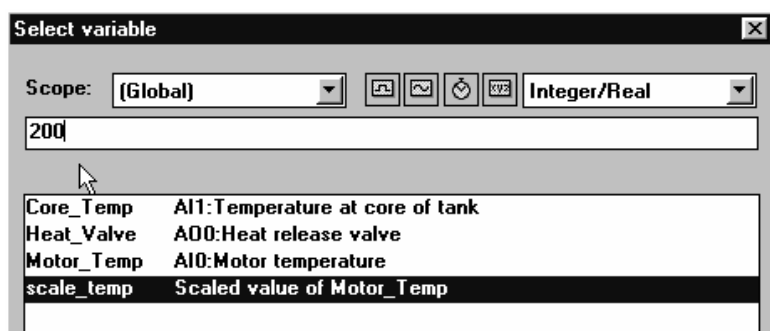 Select variable
Scope: (Global) xyz Integer/Real
200
Core_Temp AI1:Temperature at core of tank
Heat_Valve AO0:Heat release valve
Motor_Temp AI0:Motor temperature
scale_temp Scaled value of Motor_Temp